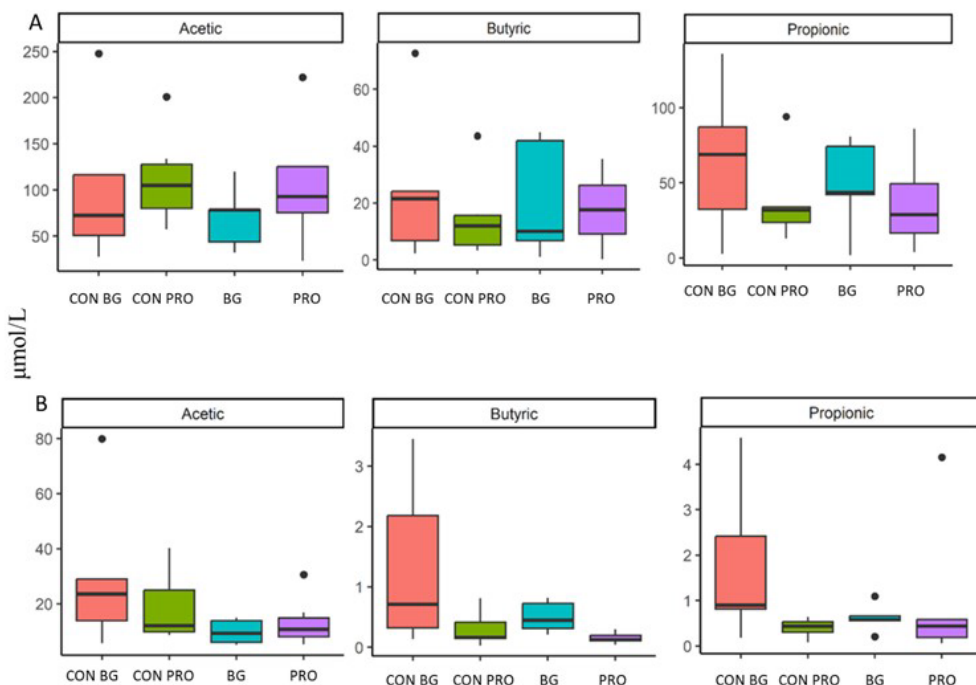 A
Acetic
Butyric
Propionic
250
200
150
100
50
60
40
20
0
100
50
0
CON BG CON PRO BG PRO
CON BG CON PRO BG PRO
CON BG CON PRO BG PRO
µmol/L
B
Acetic
Butyric
Propionic
80
60
40
20
3
2
1
0
4
3
2
1
0
CON BG CON PRO BG PRO
CON BG CON PRO BG PRO
CON BG CON PRO BG PRO